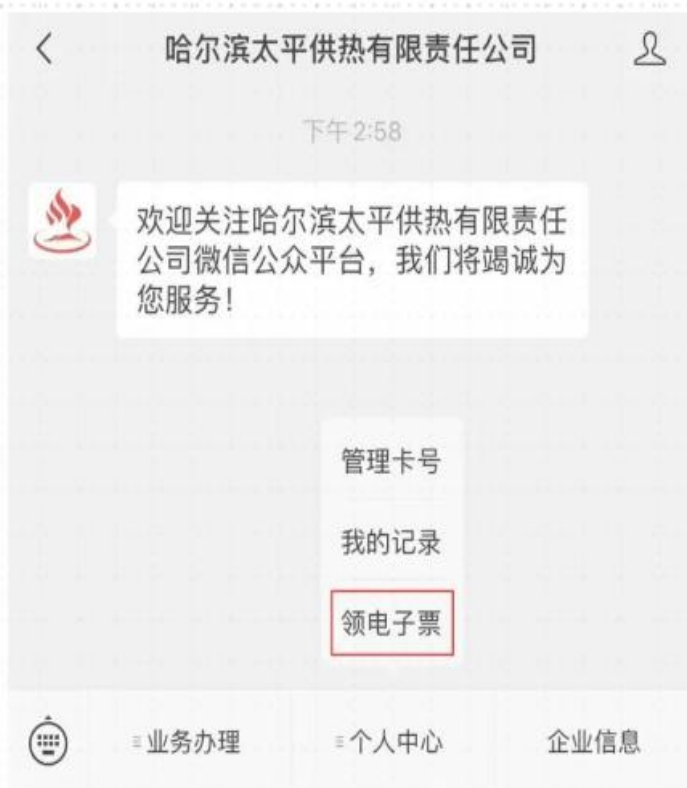 哈尔滨太平供热有限责任公司
下午2:58
欢迎关注哈尔滨太平供热有限责任
公司微信公众平台，我们将竭诚为
您服务！
管理卡号
我的记录
领电子票
业务办理
个人中心
企业信息